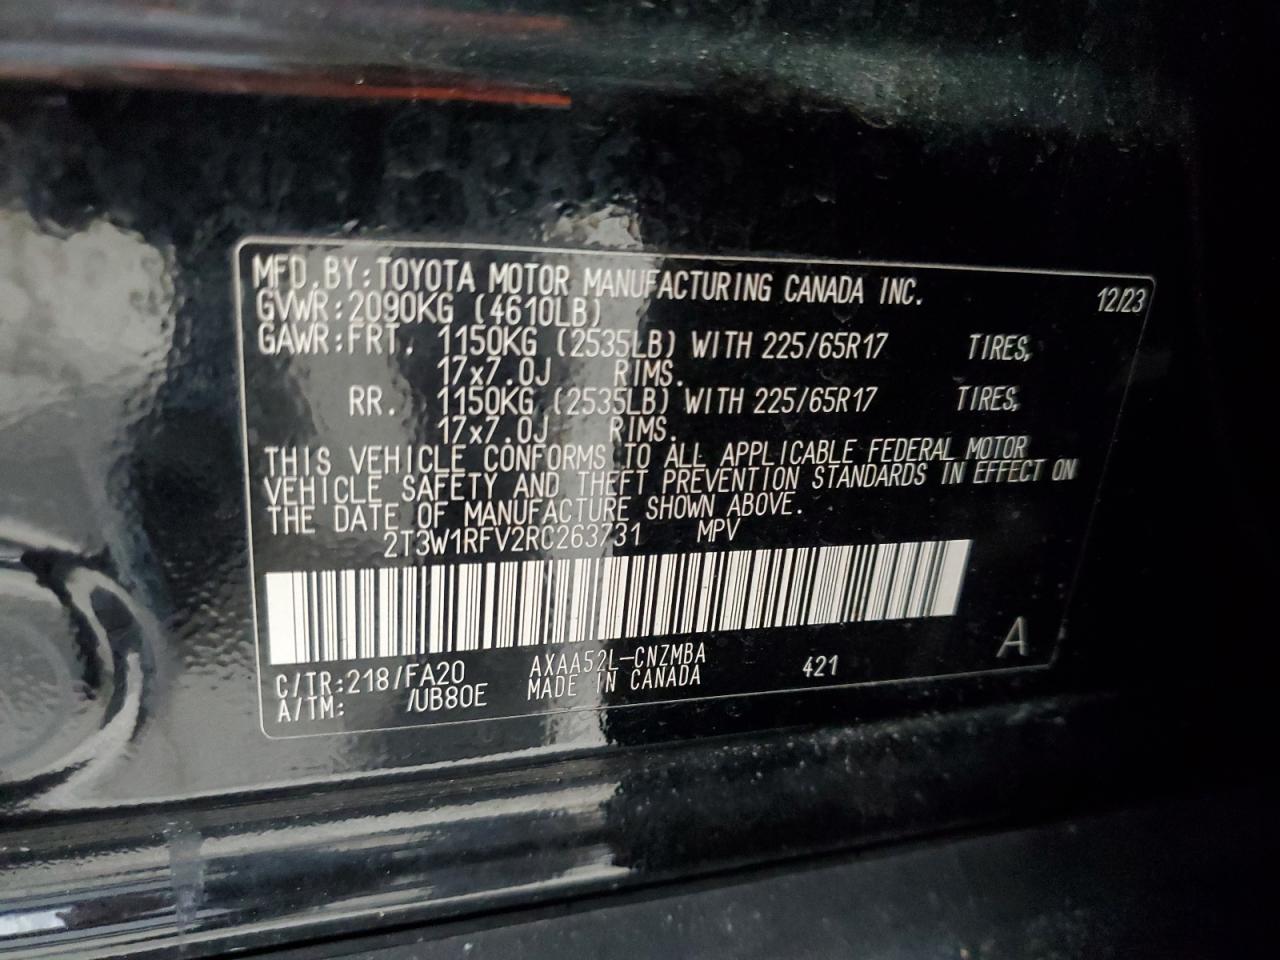 MFD.BY:TOYOTA MOTOR MANUFACTURING CANADA INC. 12/23
GVWR:2090KG (4610LB)
GAWR:FRT. 1150KG (2535LB) WITH 225/65R17 TIRES,
17x7.0J RIMS.
RR. 1150KG (2535LB) WITH 225/65R17 TIRES,
17x7.0J RIMS.
THIS VEHICLE CONFORMS TO ALL APPLICABLE FEDERAL MOTOR
VEHICLE SAFETY AND THEFT PREVENTION STANDARDS IN EFFECT ON
THE DATE OF MANUFACTURE SHOWN ABOVE.
2T3W1RFV2RC263731 MPV
C/TR:218/FA20 AXAA52L-CNZMBA 421 A
A/TM: /UB80E MADE IN CANADA